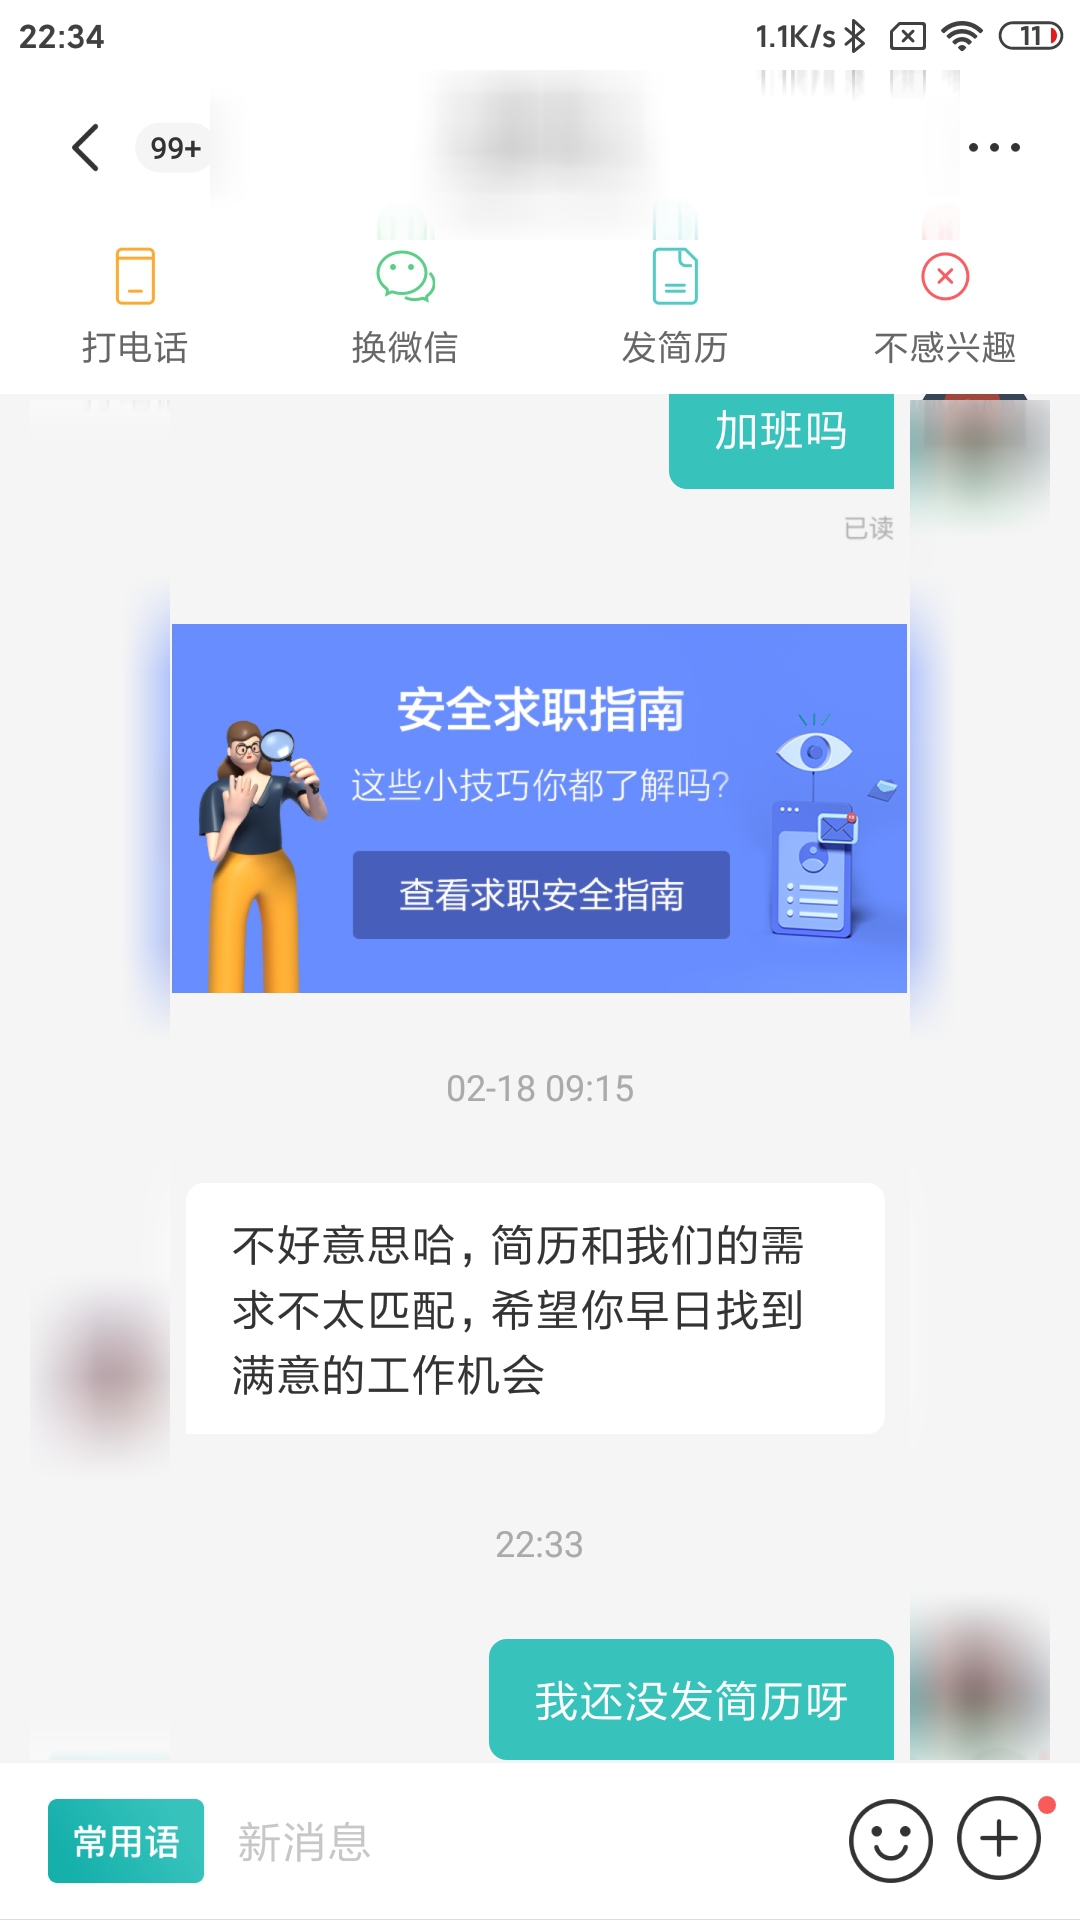 22:34 1.1K/s 11
99+
打电话 换微信 发简历 不感兴趣
加班吗
已读
安全求职指南
这些小技巧你都了解吗?
查看求职安全指南
02-18 09:15
不好意思哈,简历和我们的需
求不太匹配,希望你早日找到
满意的工作机会
22:33
我还没发简历呀
常用语 新消息